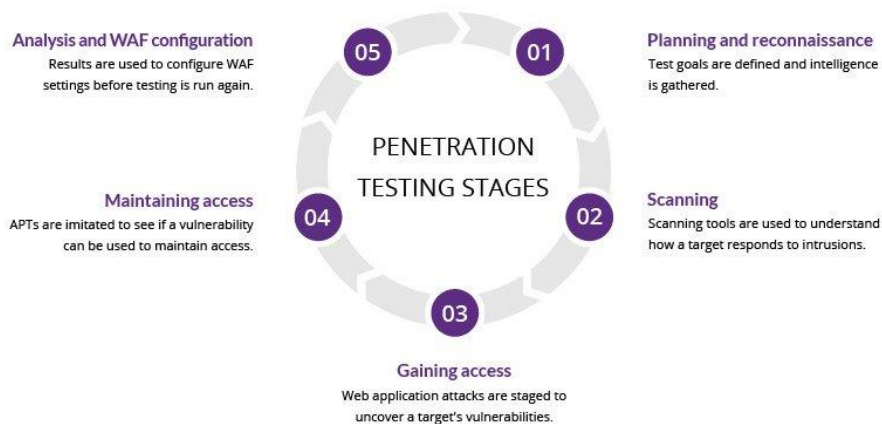 PENETRATION
TESTING STAGES
01
Planning and reconnaissance
Test goals are defined and intelligence
is gathered.
02
Scanning
Scanning tools are used to understand
how a target responds to intrusions.
03
Gaining access
Web application attacks are staged to
uncover a target's vulnerabilities.
04
Maintaining access
APTs are imitated to see if a vulnerability
can be used to maintain access.
05
Analysis and WAF configuration
Results are used to configure WAF
settings before testing is run again.